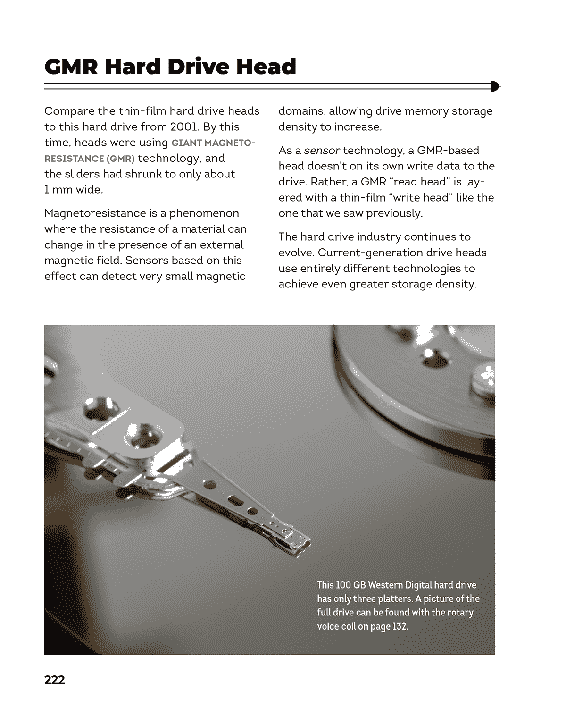 GMR Hard Drive Head
Compare the thin-film hard drive heads
to this hard drive from 2001. By this
time, heads were using GIANT MAGNETO-
RESISTANCE (GMR) technology, and
the sliders had shrunk to only about
1 mm wide.
Magnetoresistance is a phenomenon
where the resistance of a material can
change in the presence of an external
magnetic field. Sensors based on this
effect can detect very small magnetic
domains, allowing drive memory storage
density to increase.
As a sensor technology, a GMR-based
head doesn't on its own write data to the
drive. Rather, a GMR "read head" is lay-
ered with a thin-film "write head" like the
one that we saw previously.
The hard drive industry continues to
evolve. Current-generation drive heads
use entirely different technologies to
achieve even greater storage density.
This 100 GB Western Digital hard drive
has only three platters. A picture of the
full drive can be found with the rotary
voice coil on page 132.
222